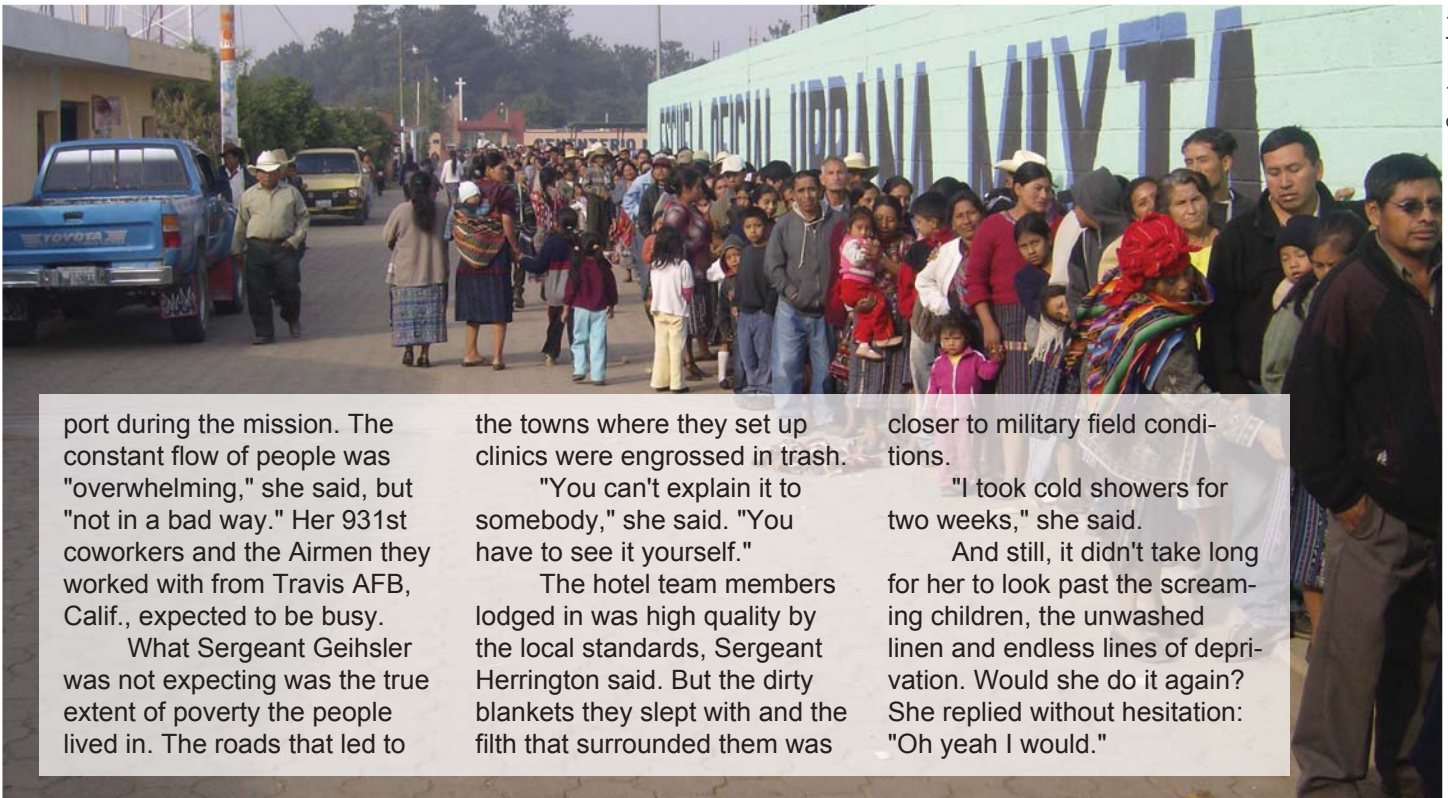 ESCUELA OFICIAL URBANA MIXTA
CEMENTERIO
TOYOTA
port during the mission. The
constant flow of people was
"overwhelming," she said, but
"not in a bad way." Her 931st
coworkers and the Airmen they
worked with from Travis AFB,
Calif., expected to be busy.
What Sergeant Geihsler
was not expecting was the true
extent of poverty the people
lived in. The roads that led to
the towns where they set up
clinics were engrossed in trash.
"You can't explain it to
somebody," she said. "You
have to see it yourself."
The hotel team members
lodged in was high quality by
the local standards, Sergeant
Herrington said. But the dirty
blankets they slept with and the
filth that surrounded them was
closer to military field condi-
tions.
"I took cold showers for
two weeks," she said.
And still, it didn't take long
for her to look past the scream-
ing children, the unwashed
linen and endless lines of depri-
vation. Would she do it again?
She replied without hesitation:
"Oh yeah I would."